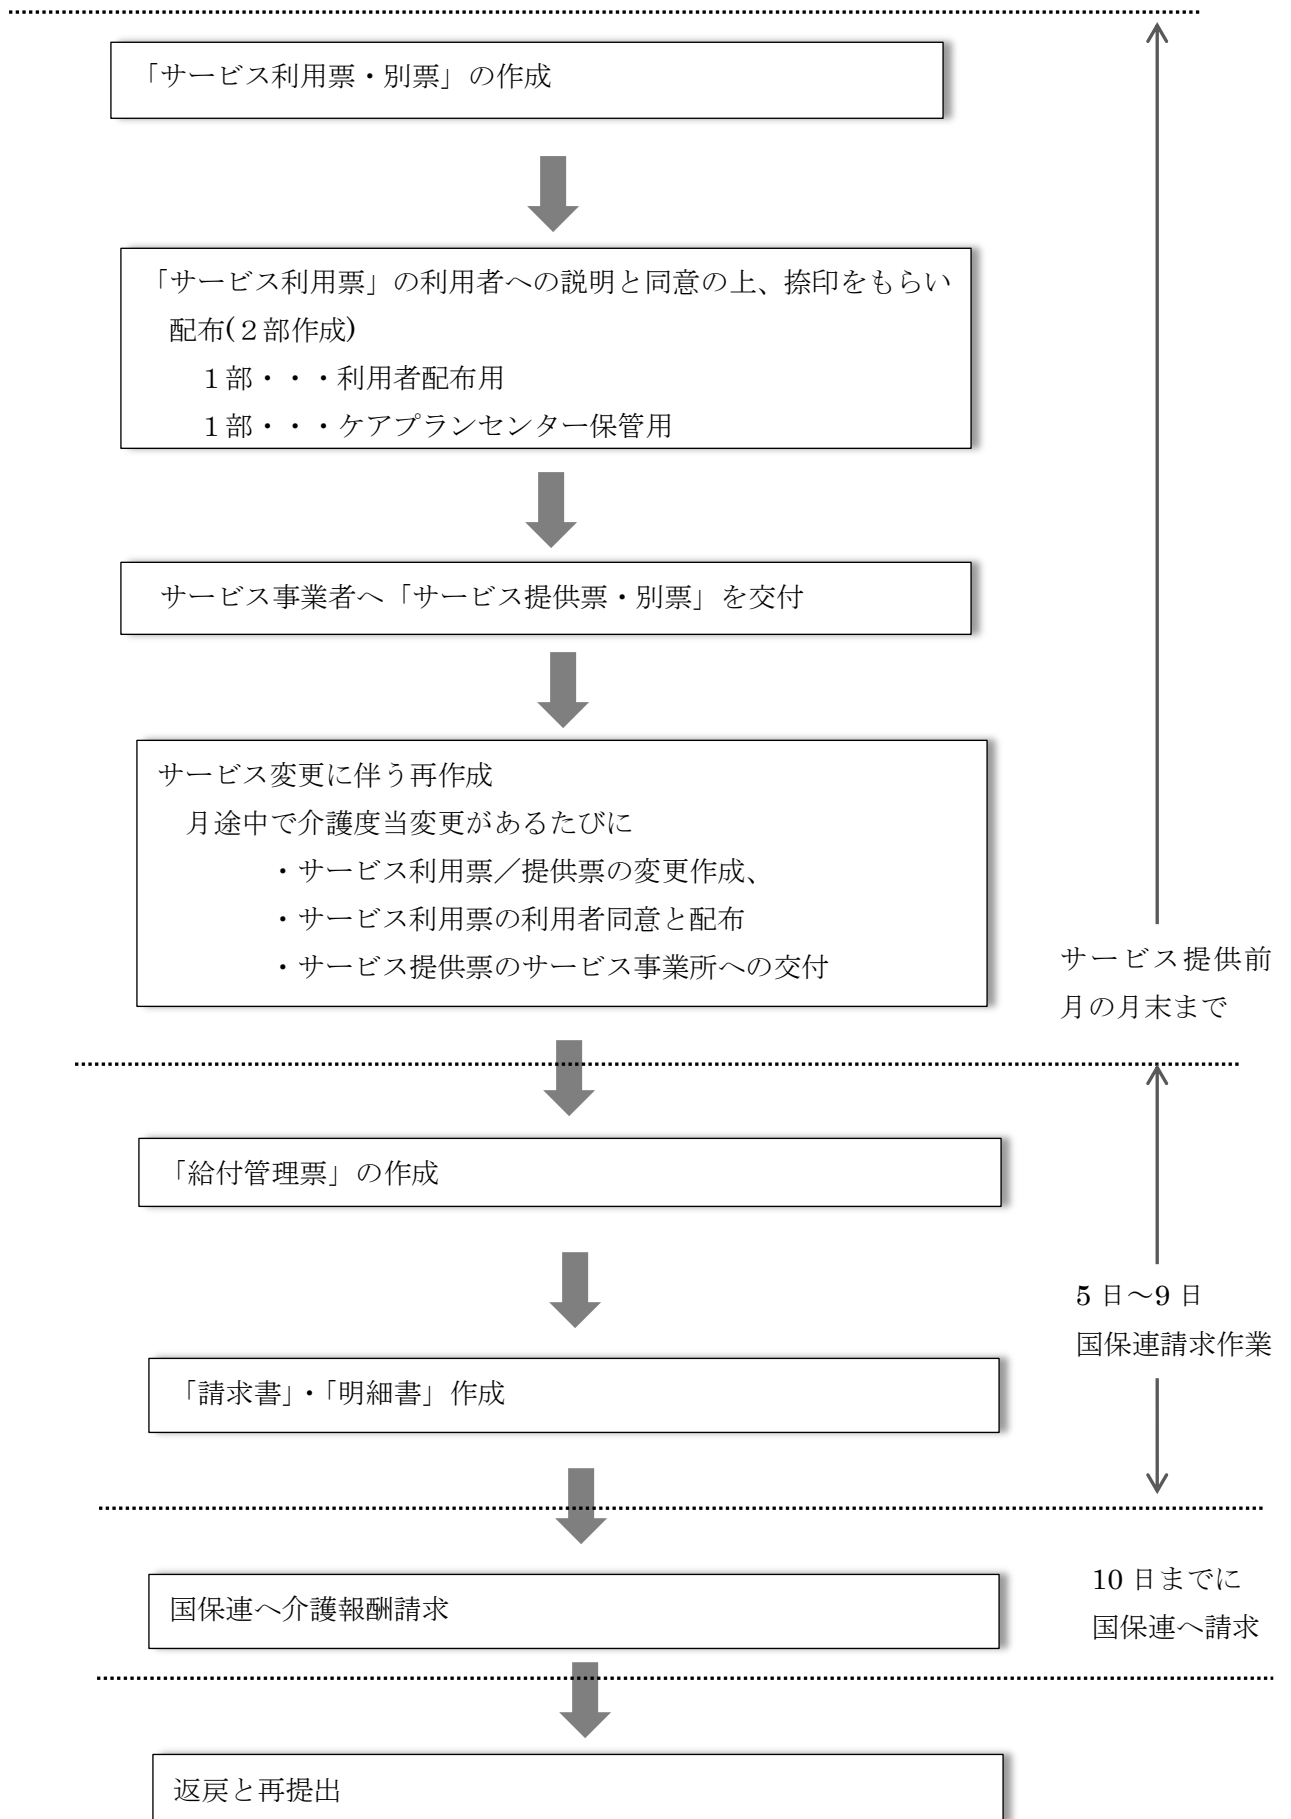 「サービス利用票・別票」の作成
「サービス利用票」の利用者への説明と同意の上、捺印をもらい
配布(２部作成)
１部・・・利用者配布用
１部・・・ケアプランセンター保管用
サービス事業者へ「サービス提供票・別票」を交付
サービス変更に伴う再作成
月途中で介護度当変更があるたびに
・サービス利用票／提供票の変更作成、
・サービス利用票の利用者同意と配布
・サービス提供票のサービス事業所への交付
サービス提供前
月の月末まで
「給付管理票」の作成
5 日～9 日
国保連請求作業
「請求書」・「明細書」作成
国保連へ介護報酬請求
10 日までに
国保連へ請求
返戻と再提出